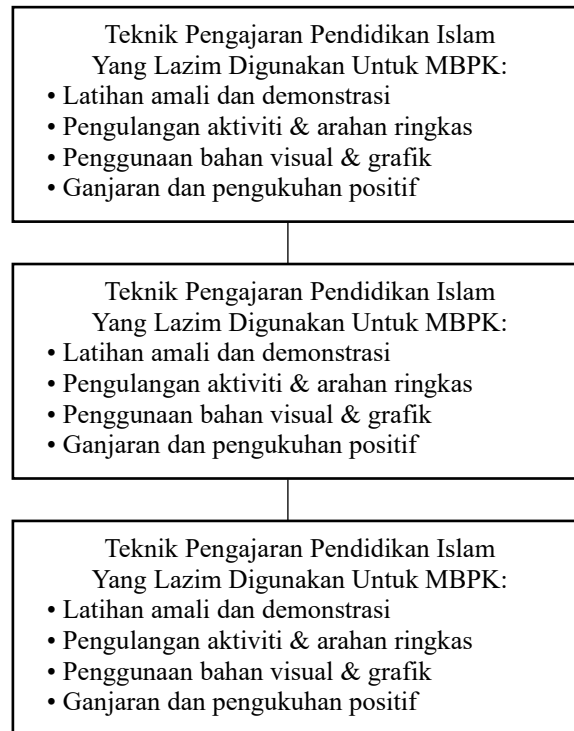 Teknik Pengajaran Pendidikan Islam
Yang Lazim Digunakan Untuk MBPK:
• Latihan amali dan demonstrasi
• Pengulangan aktiviti & arahan ringkas
• Penggunaan bahan visual & grafik
• Ganjaran dan pengukuhan positif
Teknik Pengajaran Pendidikan Islam
Yang Lazim Digunakan Untuk MBPK:
• Latihan amali dan demonstrasi
• Pengulangan aktiviti & arahan ringkas
• Penggunaan bahan visual & grafik
• Ganjaran dan pengukuhan positif
Teknik Pengajaran Pendidikan Islam
Yang Lazim Digunakan Untuk MBPK:
• Latihan amali dan demonstrasi
• Pengulangan aktiviti & arahan ringkas
• Penggunaan bahan visual & grafik
• Ganjaran dan pengukuhan positif